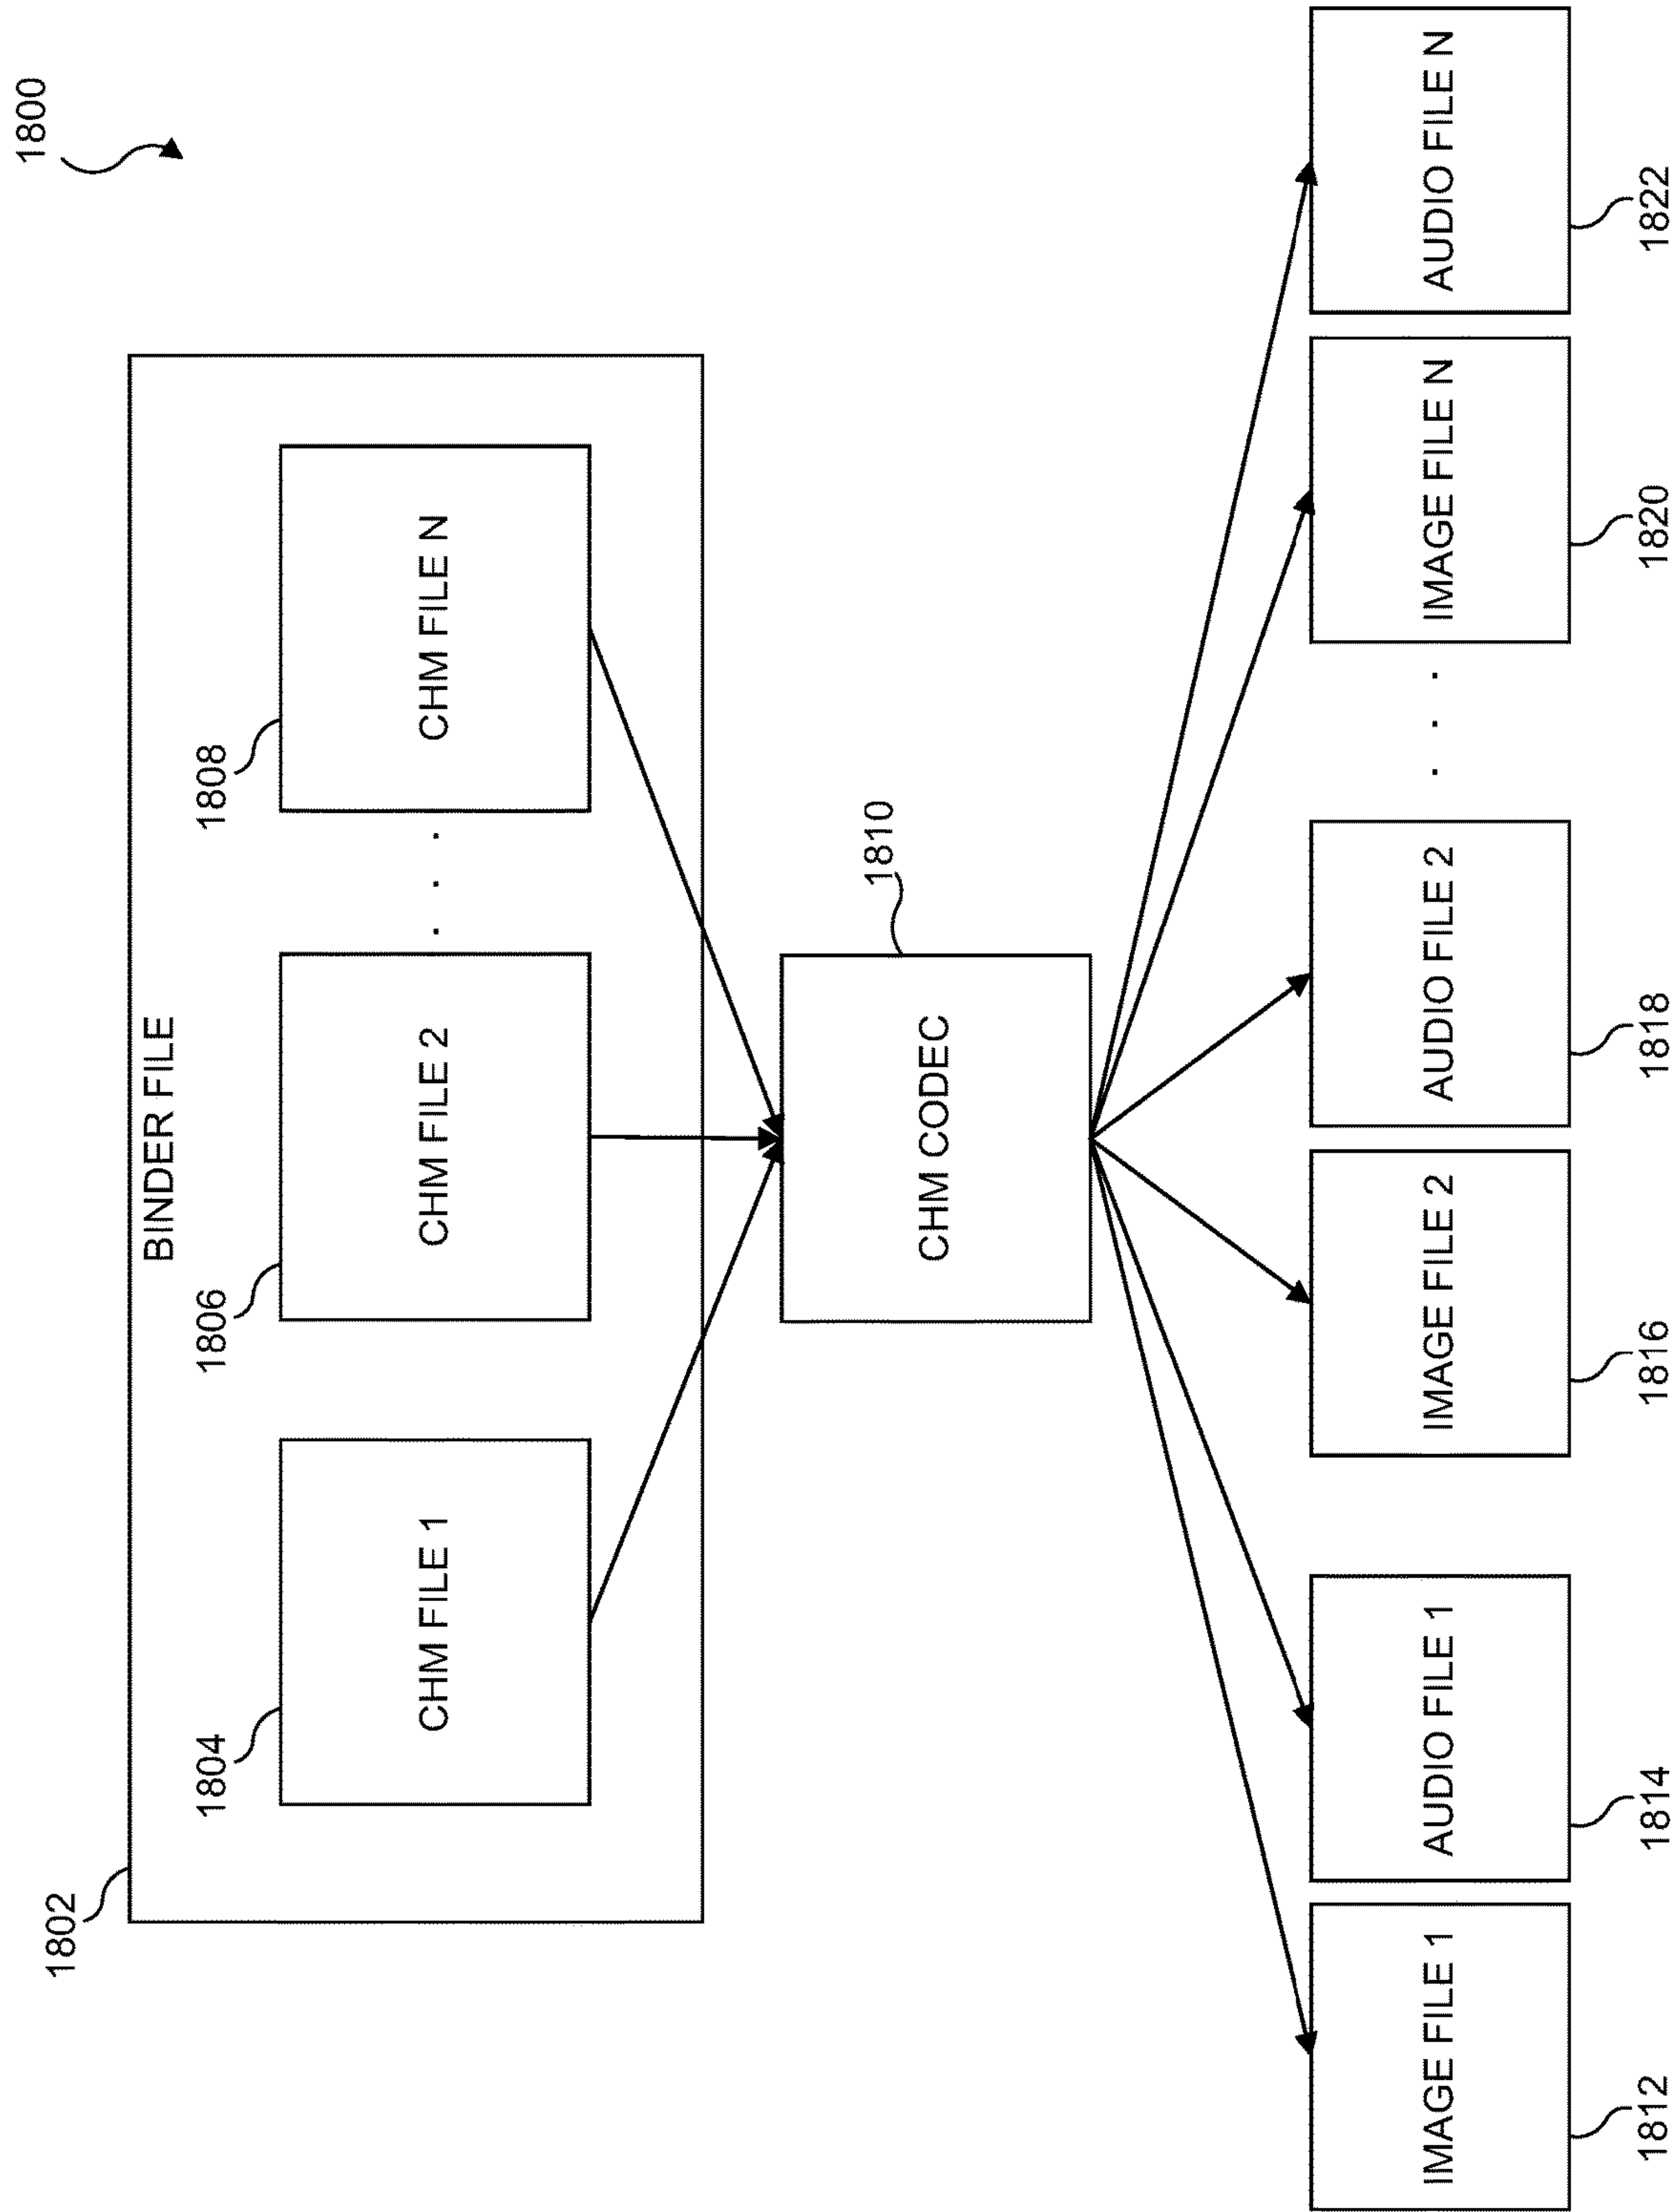 1800
1802
BINDER FILE
1804
CHM FILE 1
1806
CHM FILE 2
. . .
1808
CHM FILE N
CHM CODEC
1810
IMAGE FILE 1
AUDIO FILE 1
IMAGE FILE 2
AUDIO FILE 2
. . .
IMAGE FILE N
AUDIO FILE N
1812
1814
1816
1818
1820
1822